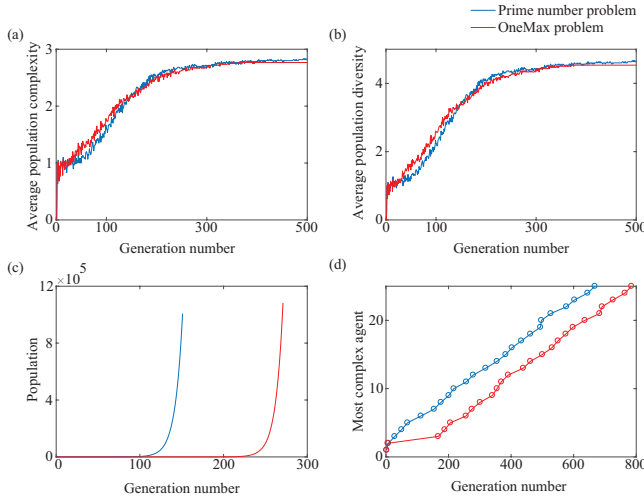 Prime number problem
OneMax problem
(a)
Average population complexity
3
2
1
0
0 100 300 500
Generation number
(b)
Average population diversity
4
2
0
0 100 300 500
Generation number
(c)
×10⁵
Population
12
8
4
0
0 100 200 300
Generation number
(d)
Most complex agent
20
10
0
0 200 400 600 800
Generation number